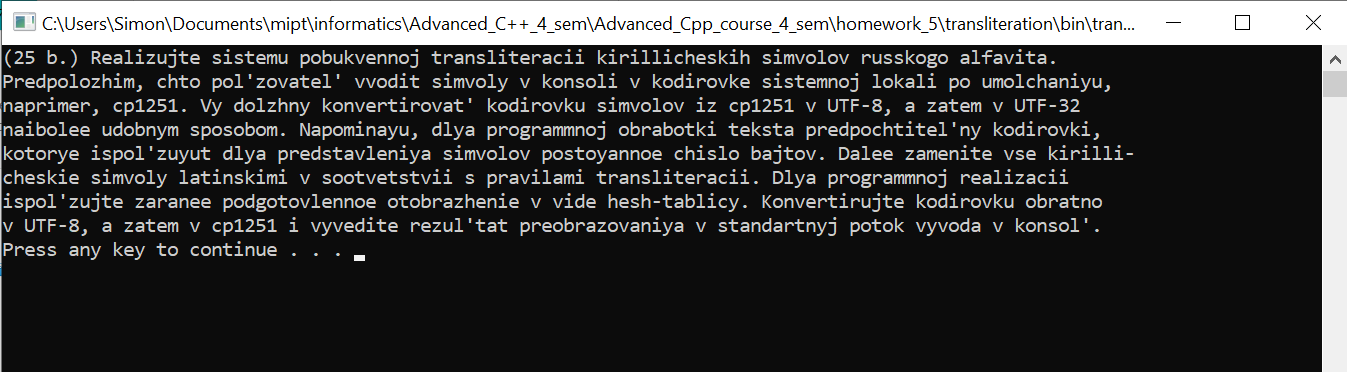 C:\Users\Simon\Documents\mipt\informatics\Advanced_C++_4_sem\Advanced_Cpp_course_4_sem\homework_5\transliteration\bin\tran...
(25 b.) Realizujte sistemu pobukvennoj transliteracii kirillicheskih simvolov russkogo alfavita.
Predpolozhim, chto pol'zovatel' vvodit simvoly v konsoli v kodirovke sistemnoj lokali po umolchaniyu,
naprimer, cp1251. Vy dolzhny konvertirovat' kodirovku simvolov iz cp1251 v UTF-8, a zatem v UTF-32
naibolee udobnym sposobom. Napominayu, dlya programmnoj obrabotki teksta predpochtitel'ny kodirovki,
kotorye ispol'zuyut dlya predstavleniya simvolov postoyannoe chislo bajtov. Dalee zamenite vse kirilli-
cheskie simvoly latinskimi v sootvetstvii s pravilami transliteracii. Dlya programmnoj realizacii
ispol'zujte zaranee podgotovlennoe otobrazhenie v vide hesh-tablicy. Konvertirujte kodirovku obratno
v UTF-8, a zatem v cp1251 i vyvedite rezul'tat preobrazovaniya v standartnyj potok vyvoda v konsol'.
Press any key to continue . . .